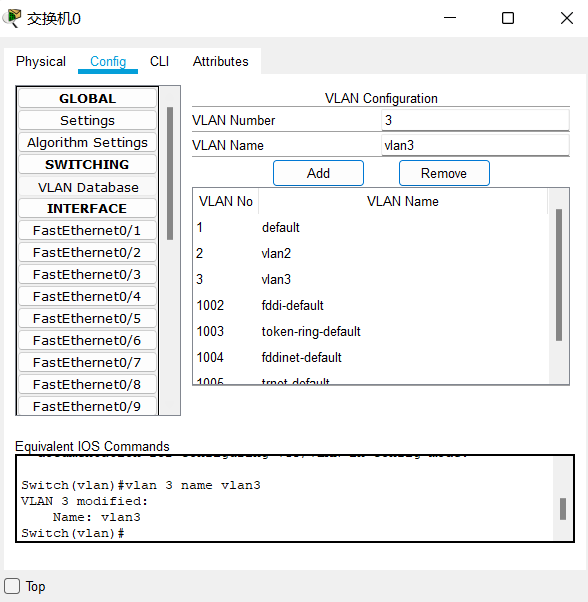 交换机0
Physical Config CLI Attributes
GLOBAL
Settings
Algorithm Settings
SWITCHING
VLAN Database
INTERFACE
FastEthernet0/1
FastEthernet0/2
FastEthernet0/3
FastEthernet0/4
FastEthernet0/5
FastEthernet0/6
FastEthernet0/7
FastEthernet0/8
FastEthernet0/9
VLAN Configuration
VLAN Number 3
VLAN Name vlan3
Add Remove
VLAN No VLAN Name
1 default
2 vlan2
3 vlan3
1002 fddi-default
1003 token-ring-default
1004 fddinet-default
1005 trnet-default
Equivalent IOS Commands
Switch(vlan)#vlan 3 name vlan3
VLAN 3 modified:
Name: vlan3
Switch(vlan)#
Top